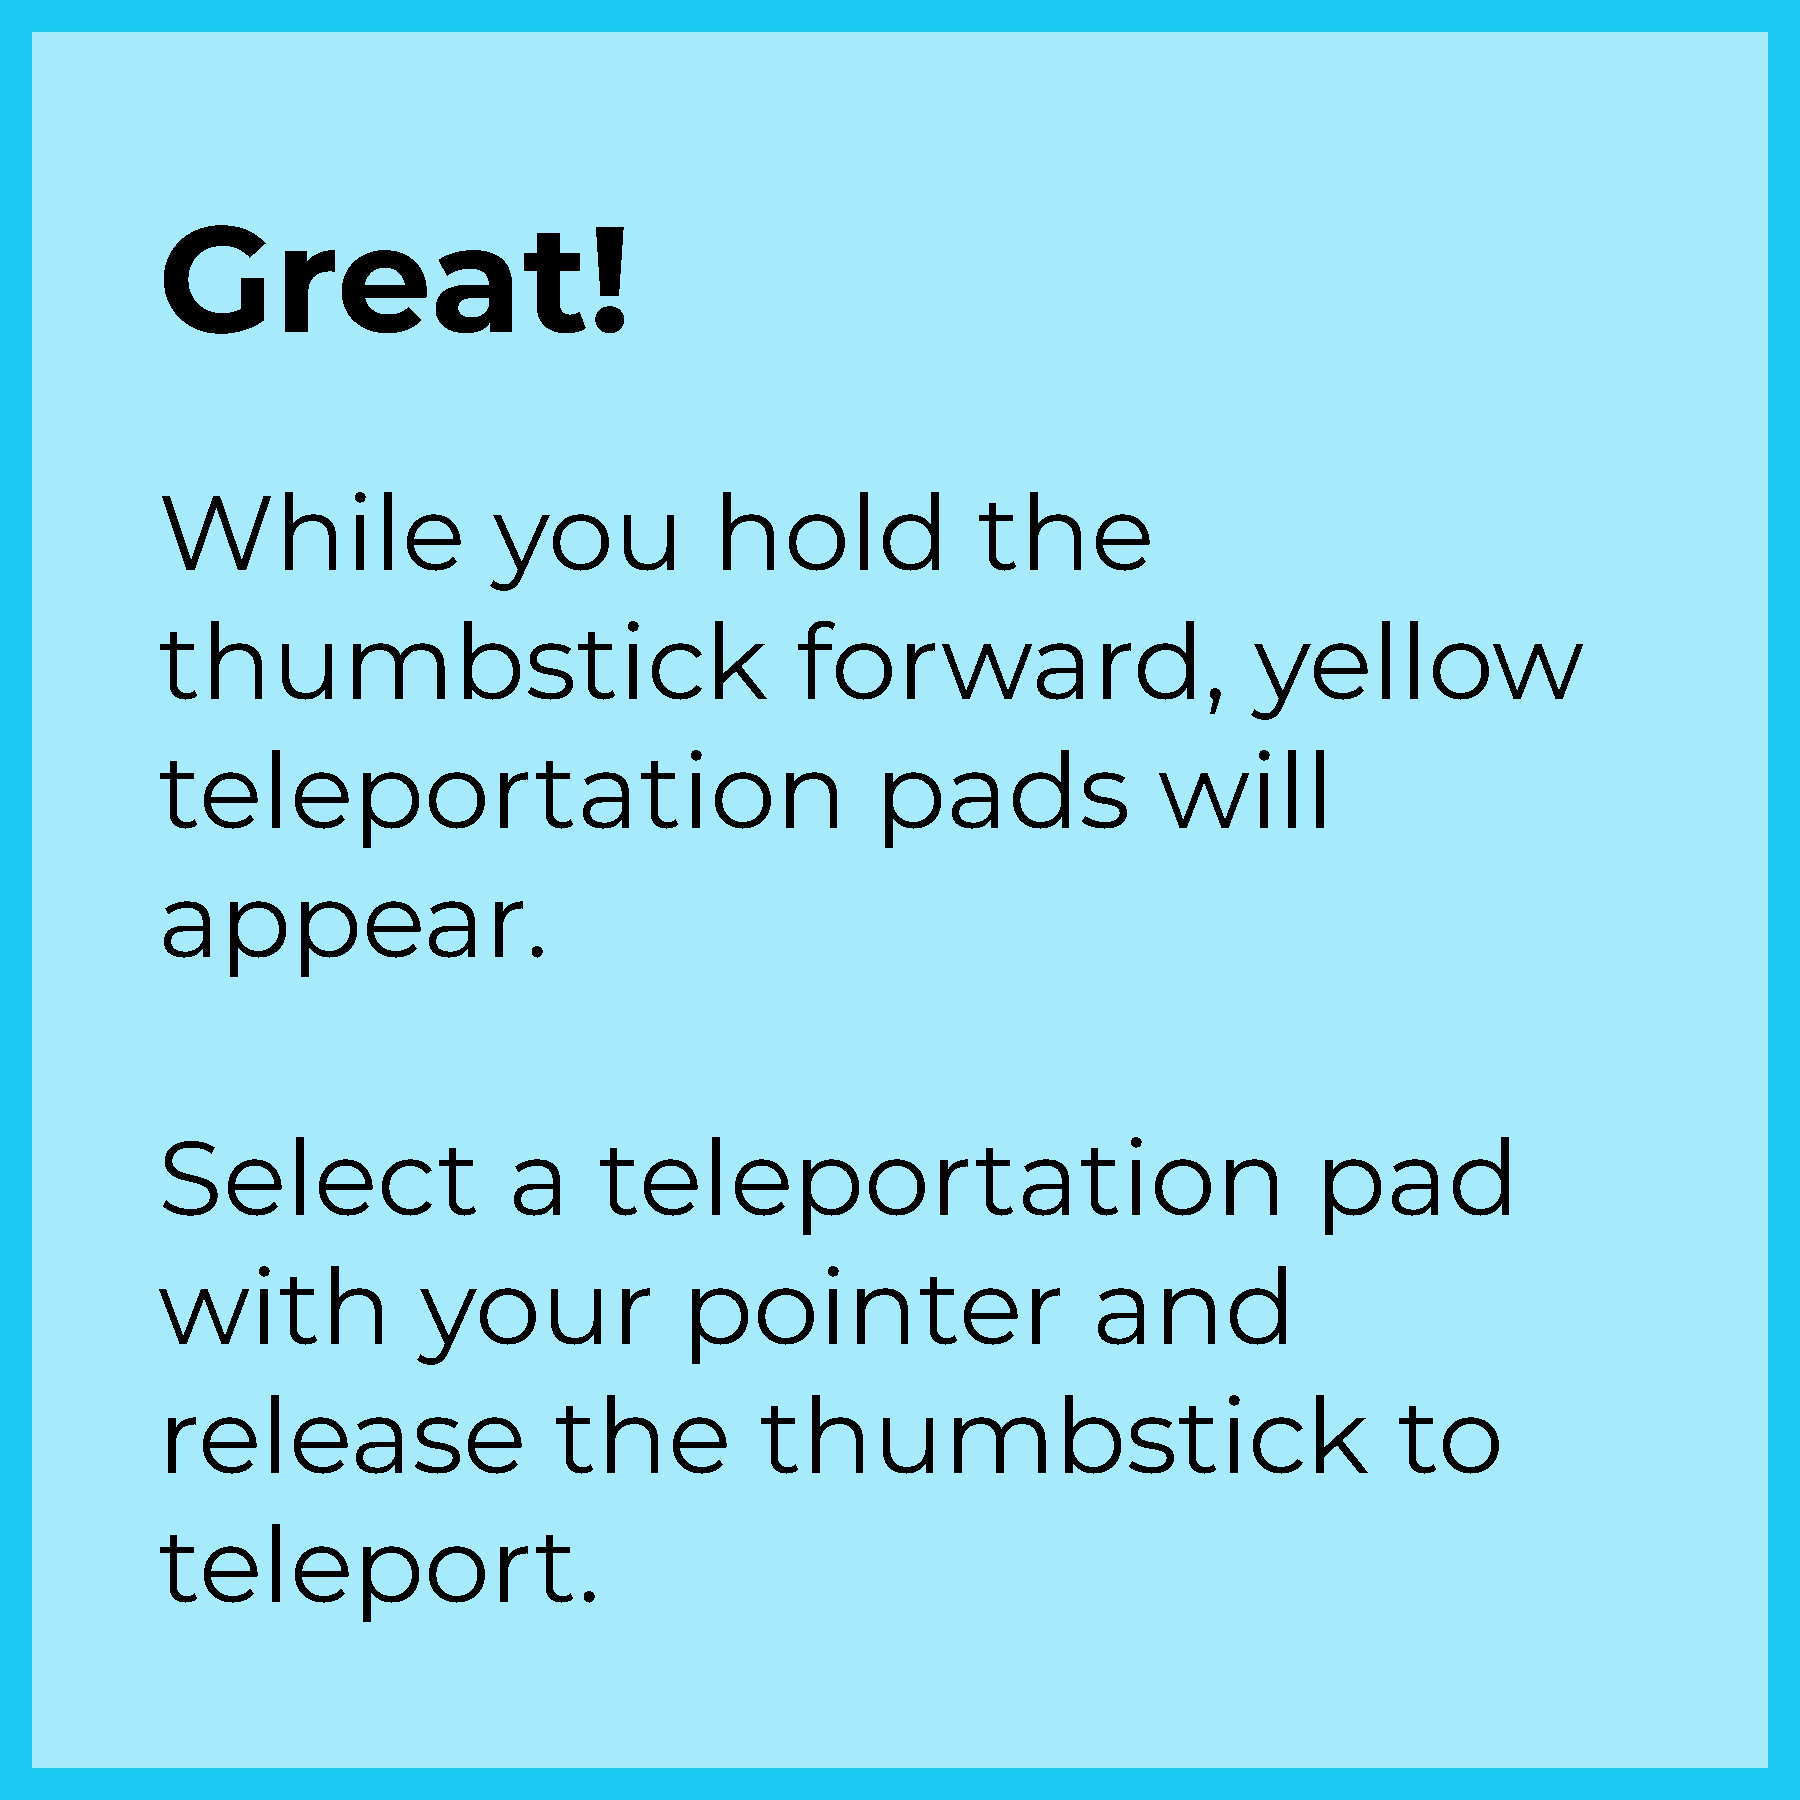 Great!
While you hold the
thumbstick forward, yellow
teleportation pads will
appear.
Select a teleportation pad
with your pointer and
release the thumbstick to
teleport.